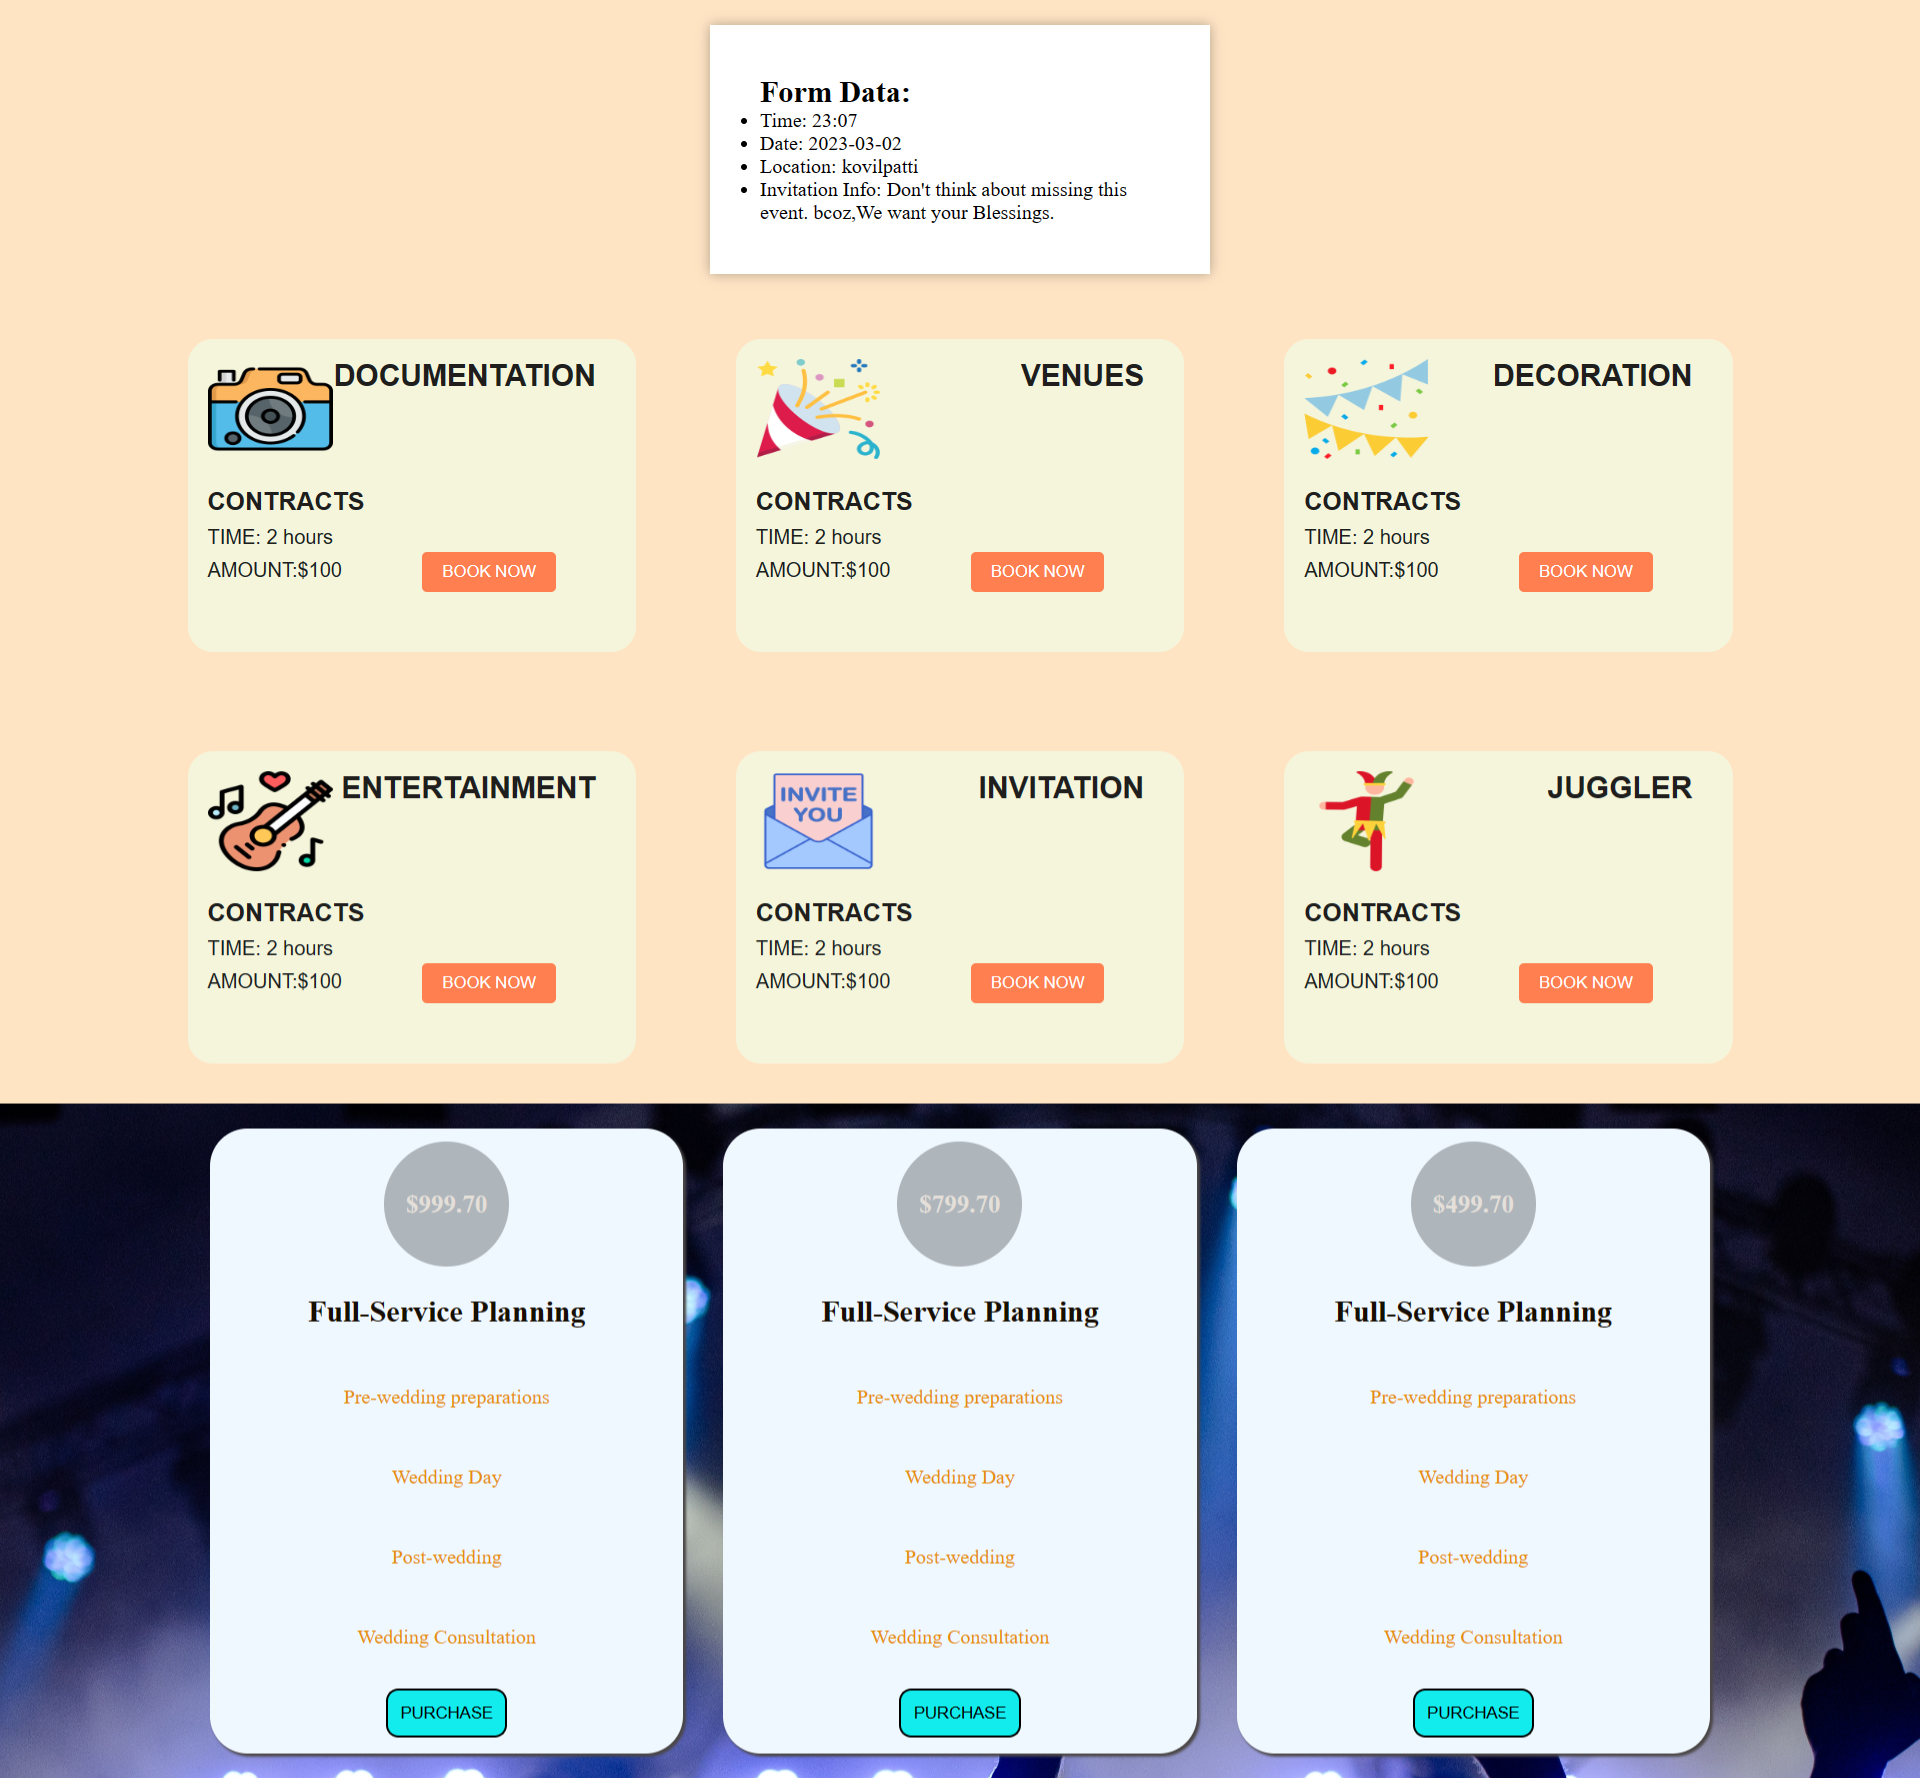 Form Data:
Time: 23:07
Date: 2023-03-02
Location: kovilpatti
Invitation Info: Don't think about missing this
event. bcoz,We want your Blessings.
DOCUMENTATION
CONTRACTS
TIME: 2 hours
AMOUNT:$100
BOOK NOW
VENUES
CONTRACTS
TIME: 2 hours
AMOUNT:$100
BOOK NOW
DECORATION
CONTRACTS
TIME: 2 hours
AMOUNT:$100
BOOK NOW
ENTERTAINMENT
CONTRACTS
TIME: 2 hours
AMOUNT:$100
BOOK NOW
INVITE
YOU
INVITATION
CONTRACTS
TIME: 2 hours
AMOUNT:$100
BOOK NOW
JUGGLER
CONTRACTS
TIME: 2 hours
AMOUNT:$100
BOOK NOW
$999.70
Full-Service Planning
Pre-wedding preparations
Wedding Day
Post-wedding
Wedding Consultation
PURCHASE
$799.70
Full-Service Planning
Pre-wedding preparations
Wedding Day
Post-wedding
Wedding Consultation
PURCHASE
$499.70
Full-Service Planning
Pre-wedding preparations
Wedding Day
Post-wedding
Wedding Consultation
PURCHASE